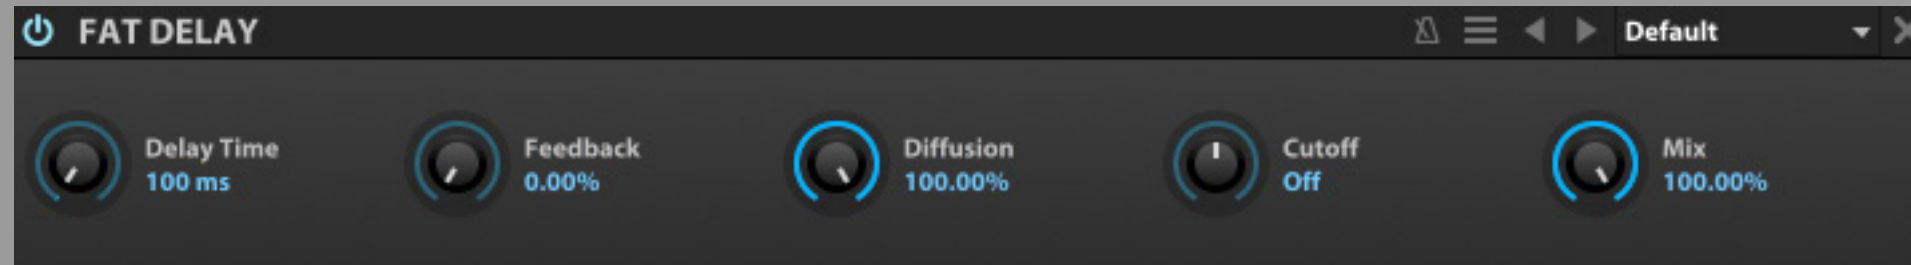 FAT DELAY
Default
Delay Time
100 ms
Feedback
0.00%
Diffusion
100.00%
Cutoff
Off
Mix
100.00%